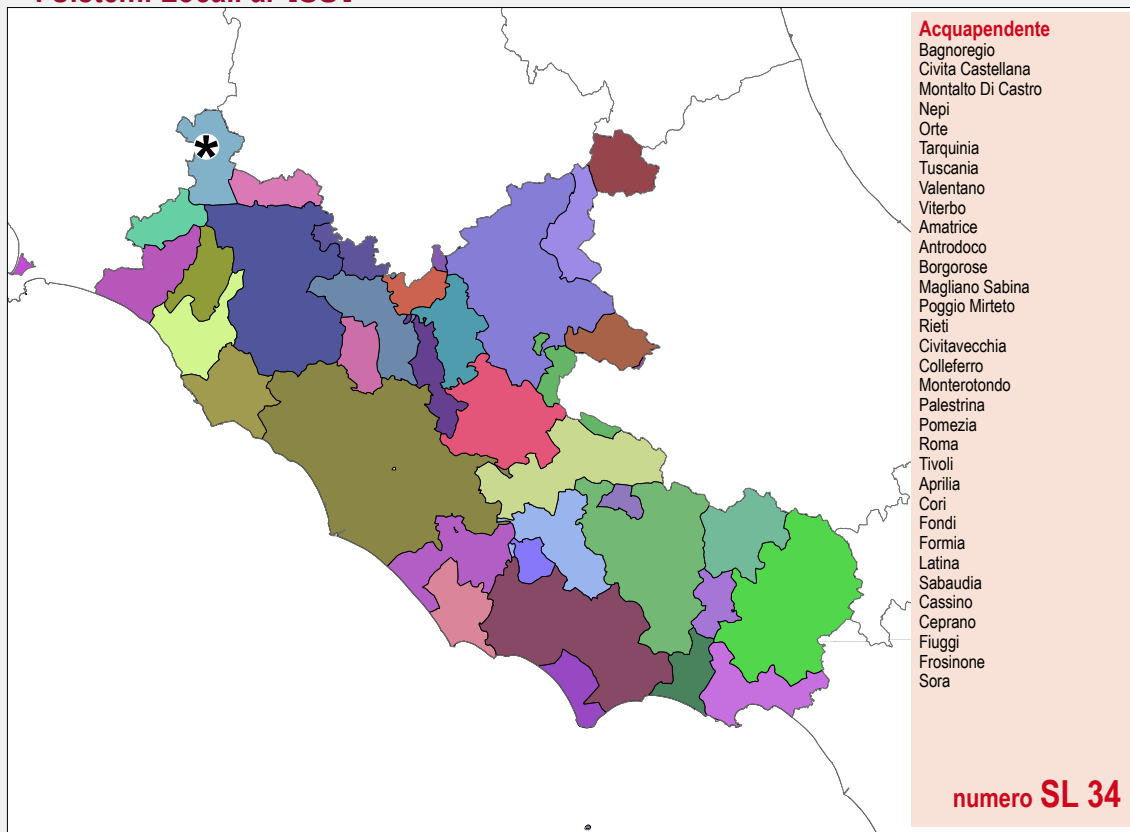 Acquapendente
Bagnoregio
Civita Castellana
Montalto Di Castro
Nepi
Orte
Tarquinia
Tuscania
Valentano
Viterbo
Amatrice
Antrodoco
Borgorose
Magliano Sabina
Poggio Mirteto
Rieti
Civitavecchia
Colleferro
Monterotondo
Palestrina
Pomezia
Roma
Tivoli
Aprilia
Cori
Fondi
Formia
Latina
Sabaudia
Cassino
Ceprano
Fiuggi
Frosinone
Sora
numero SL 34